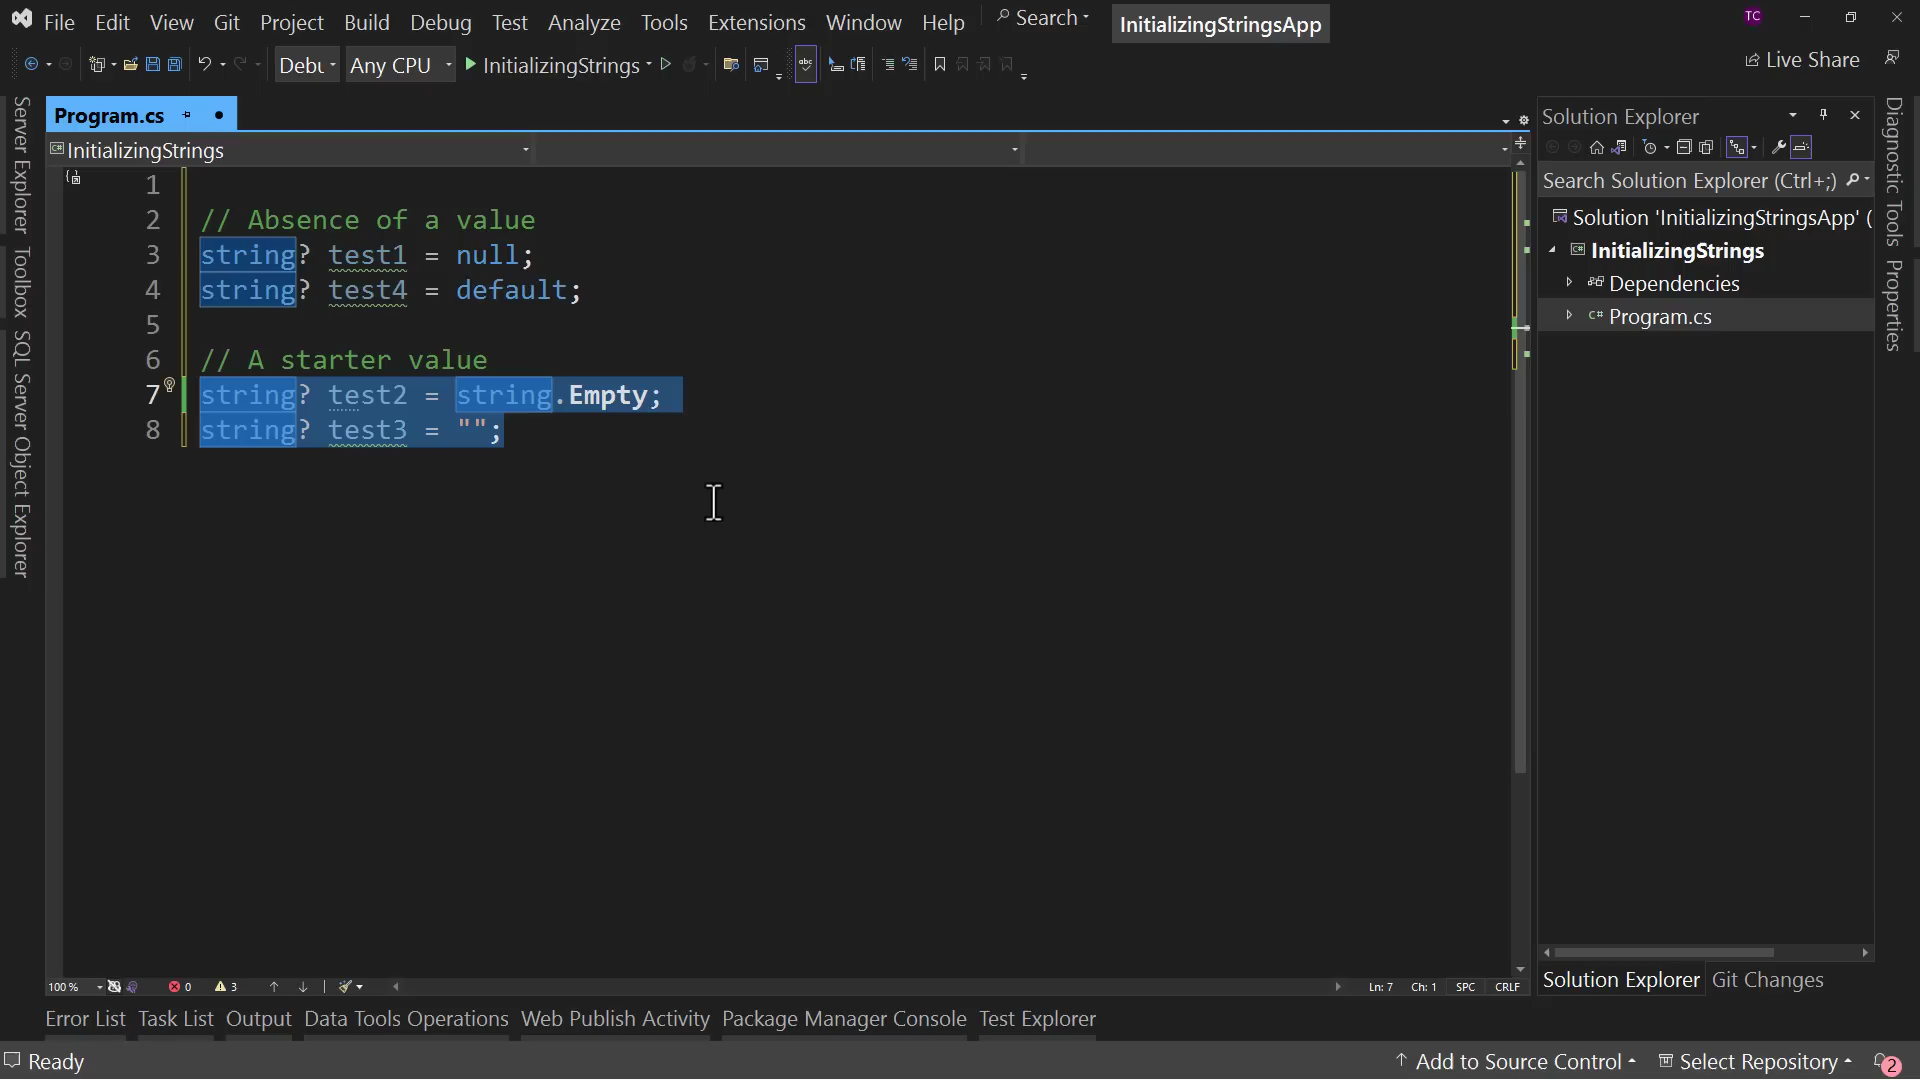 File Edit View Git Project Build Debug Test Analyze Tools Extensions Window Help Search InitializingStringsApp TC
Debu Any CPU InitializingStrings abc Live Share
Server Explorer
Toolbox
SQL Server Object Explorer
Program.cs
InitializingStrings
1
2 // Absence of a value
3 string? test1 = null;
4 string? test4 = default;
5
6 // A starter value
7 string? test2 = string.Empty;
8 string? test3 = "";
100 % 0 3 Ln: 7 Ch: 1 SPC CRLF
Solution Explorer
Search Solution Explorer (Ctrl+;)
Solution 'InitializingStringsApp' (
C# InitializingStrings
Dependencies
C# Program.cs
Solution Explorer Git Changes
Diagnostic Tools
Properties
Error List Task List Output Data Tools Operations Web Publish Activity Package Manager Console Test Explorer
Ready Add to Source Control Select Repository 2